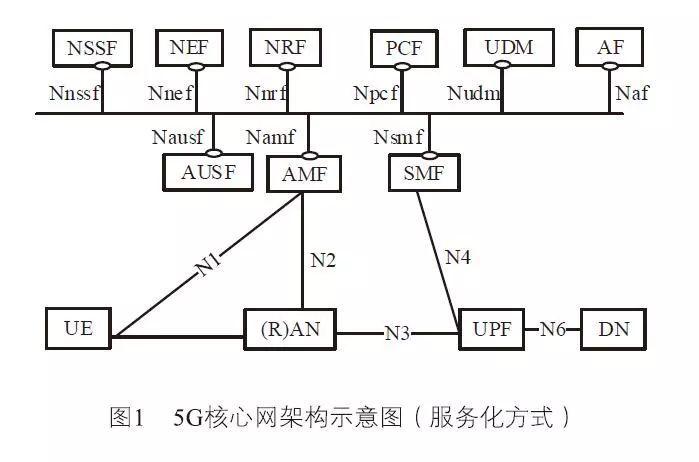 NSSF NEF NRF PCF UDM AF
Nnssf Nnef Nnrf Npcf Nudm Naf
Nausf Namf Nsmf
AUSF AMF SMF
N1 N2 N4
UE (R)AN N3 UPF N6 DN
图1 5G核心网架构示意图(服务化方式)